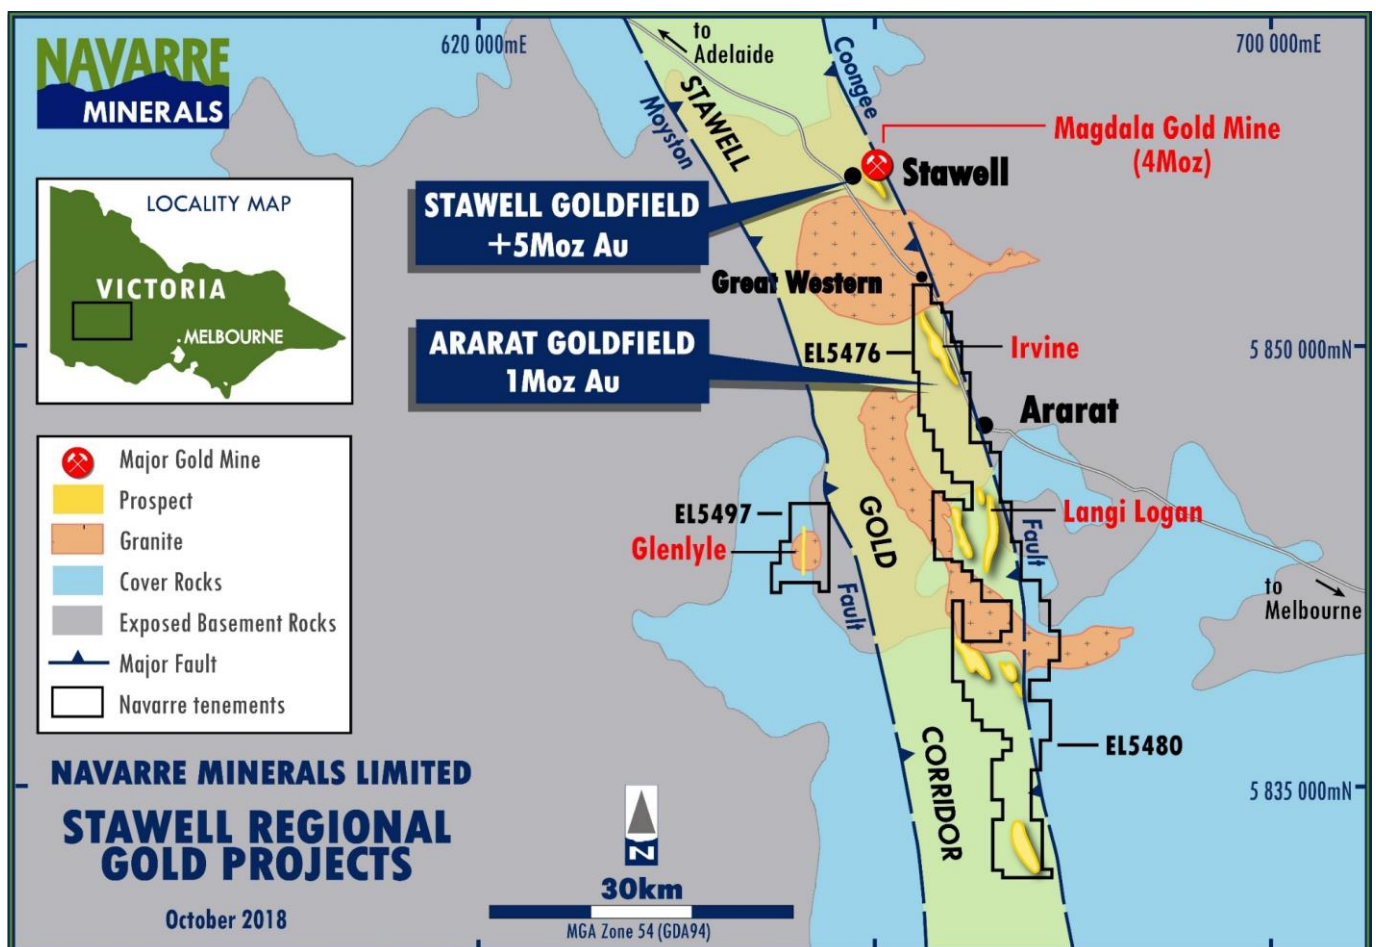 NAVARRE
MINERALS
620 000mE
700 000mE
to
Adelaide
Coongee
STAWELL
Moyston
Magdala Gold Mine
(4Moz)
Stawell
LOCALITY MAP
VICTORIA
MELBOURNE
STAWELL GOLDFIELD
+5Moz Au
Great Western
ARARAT GOLDFIELD
1Moz Au
EL5476
Irvine
5 850 000mN
Ararat
Major Gold Mine
Prospect
Granite
Cover Rocks
Exposed Basement Rocks
Major Fault
Navarre tenements
EL5497
Glenlyle
GOLD
Langi Logan
Fault
Fault
to
Melbourne
EL5480
CORRIDOR
5 835 000mN
NAVARRE MINERALS LIMITED
STAWELL REGIONAL
GOLD PROJECTS
October 2018
N
30km
MGA Zone 54 (GDA94)